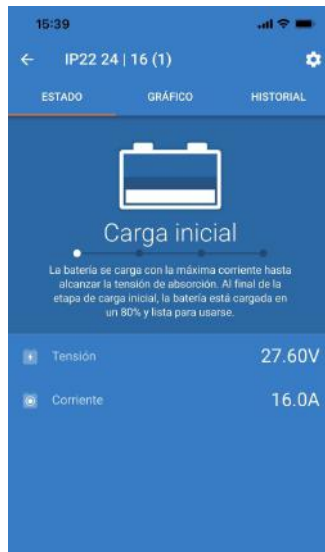 15:39
IP22 24 | 16 (1)
ESTADO GRÁFICO HISTORIAL
Carga inicial
La batería se carga con la máxima corriente hasta
alcanzar la tensión de absorción. Al final de la
etapa de carga inicial, la batería está cargada en
un 80% y lista para usarse.
Tensión 27.60V
Corriente 16.0A